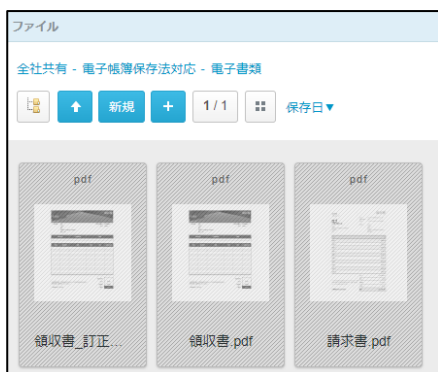 ファイル
全社共有 - 電子帳簿保存法対応 - 電子書類
新規 + 1 / 1 保存日▼
pdf pdf pdf
領収書_訂正... 領収書.pdf 請求書.pdf